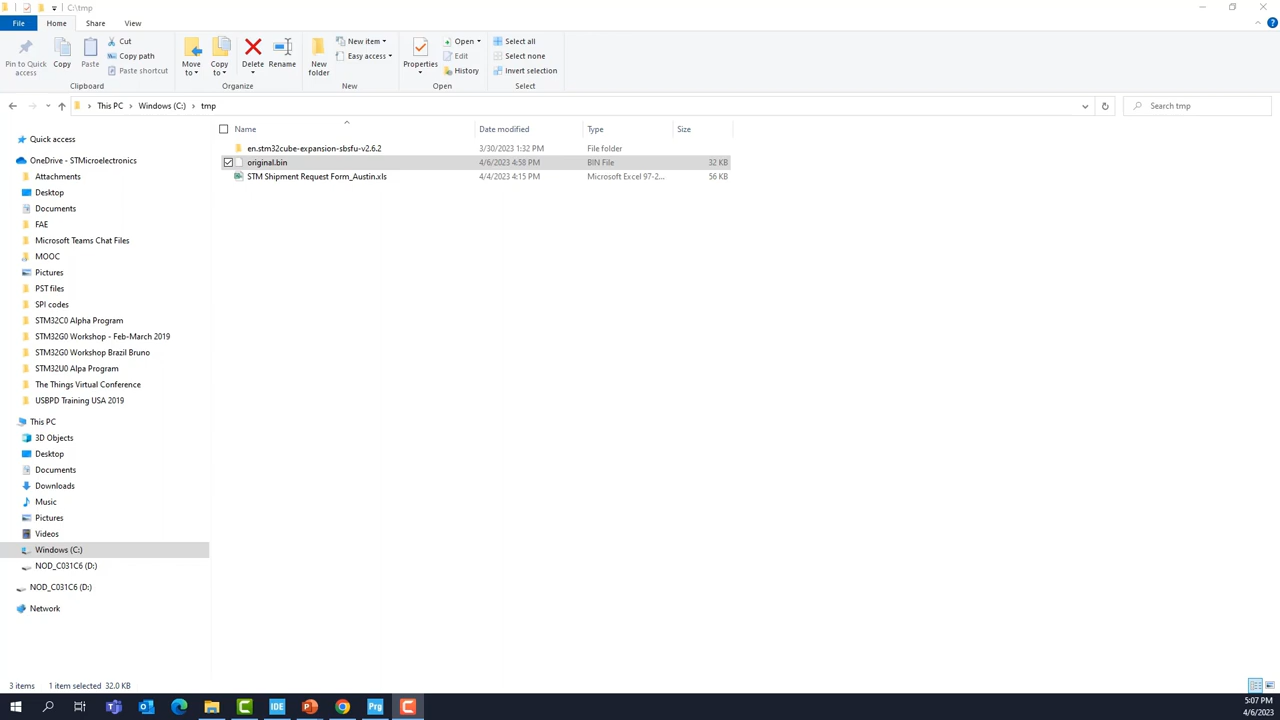 C:\tmp
File Home Share View
Pin to Quick access
Copy
Paste
Cut
Copy path
Paste shortcut
Clipboard
Move to
Copy to
Delete
Rename
Organize
New folder
New item
Easy access
New
Properties
Open
Edit
History
Open
Select all
Select none
Invert selection
Select
This PC > Windows (C:) > tmp
Search tmp
Name Date modified Type Size
en.stm32cube-expansion-sbsfu-v2.6.2 3/30/2023 1:32 PM File folder
original.bin 4/6/2023 4:58 PM BIN File 32 KB
STM Shipment Request Form_Austin.xls 4/4/2023 4:15 PM Microsoft Excel 97-2... 56 KB
Quick access
OneDrive - STMicroelectronics
Attachments
Desktop
Documents
FAE
Microsoft Teams Chat Files
MOOC
Pictures
PST files
SPI codes
STM32C0 Alpha Program
STM32G0 Workshop - Feb-March 2019
STM32G0 Workshop Brazil Bruno
STM32U0 Alpa Program
The Things Virtual Conference
USBPD Training USA 2019
This PC
3D Objects
Desktop
Documents
Downloads
Music
Pictures
Videos
Windows (C:)
NOD_C031C6 (D:)
NOD_C031C6 (D:)
Network
3 items 1 item selected 32.0 KB
IDE
Prg
5:07 PM
4/6/2023